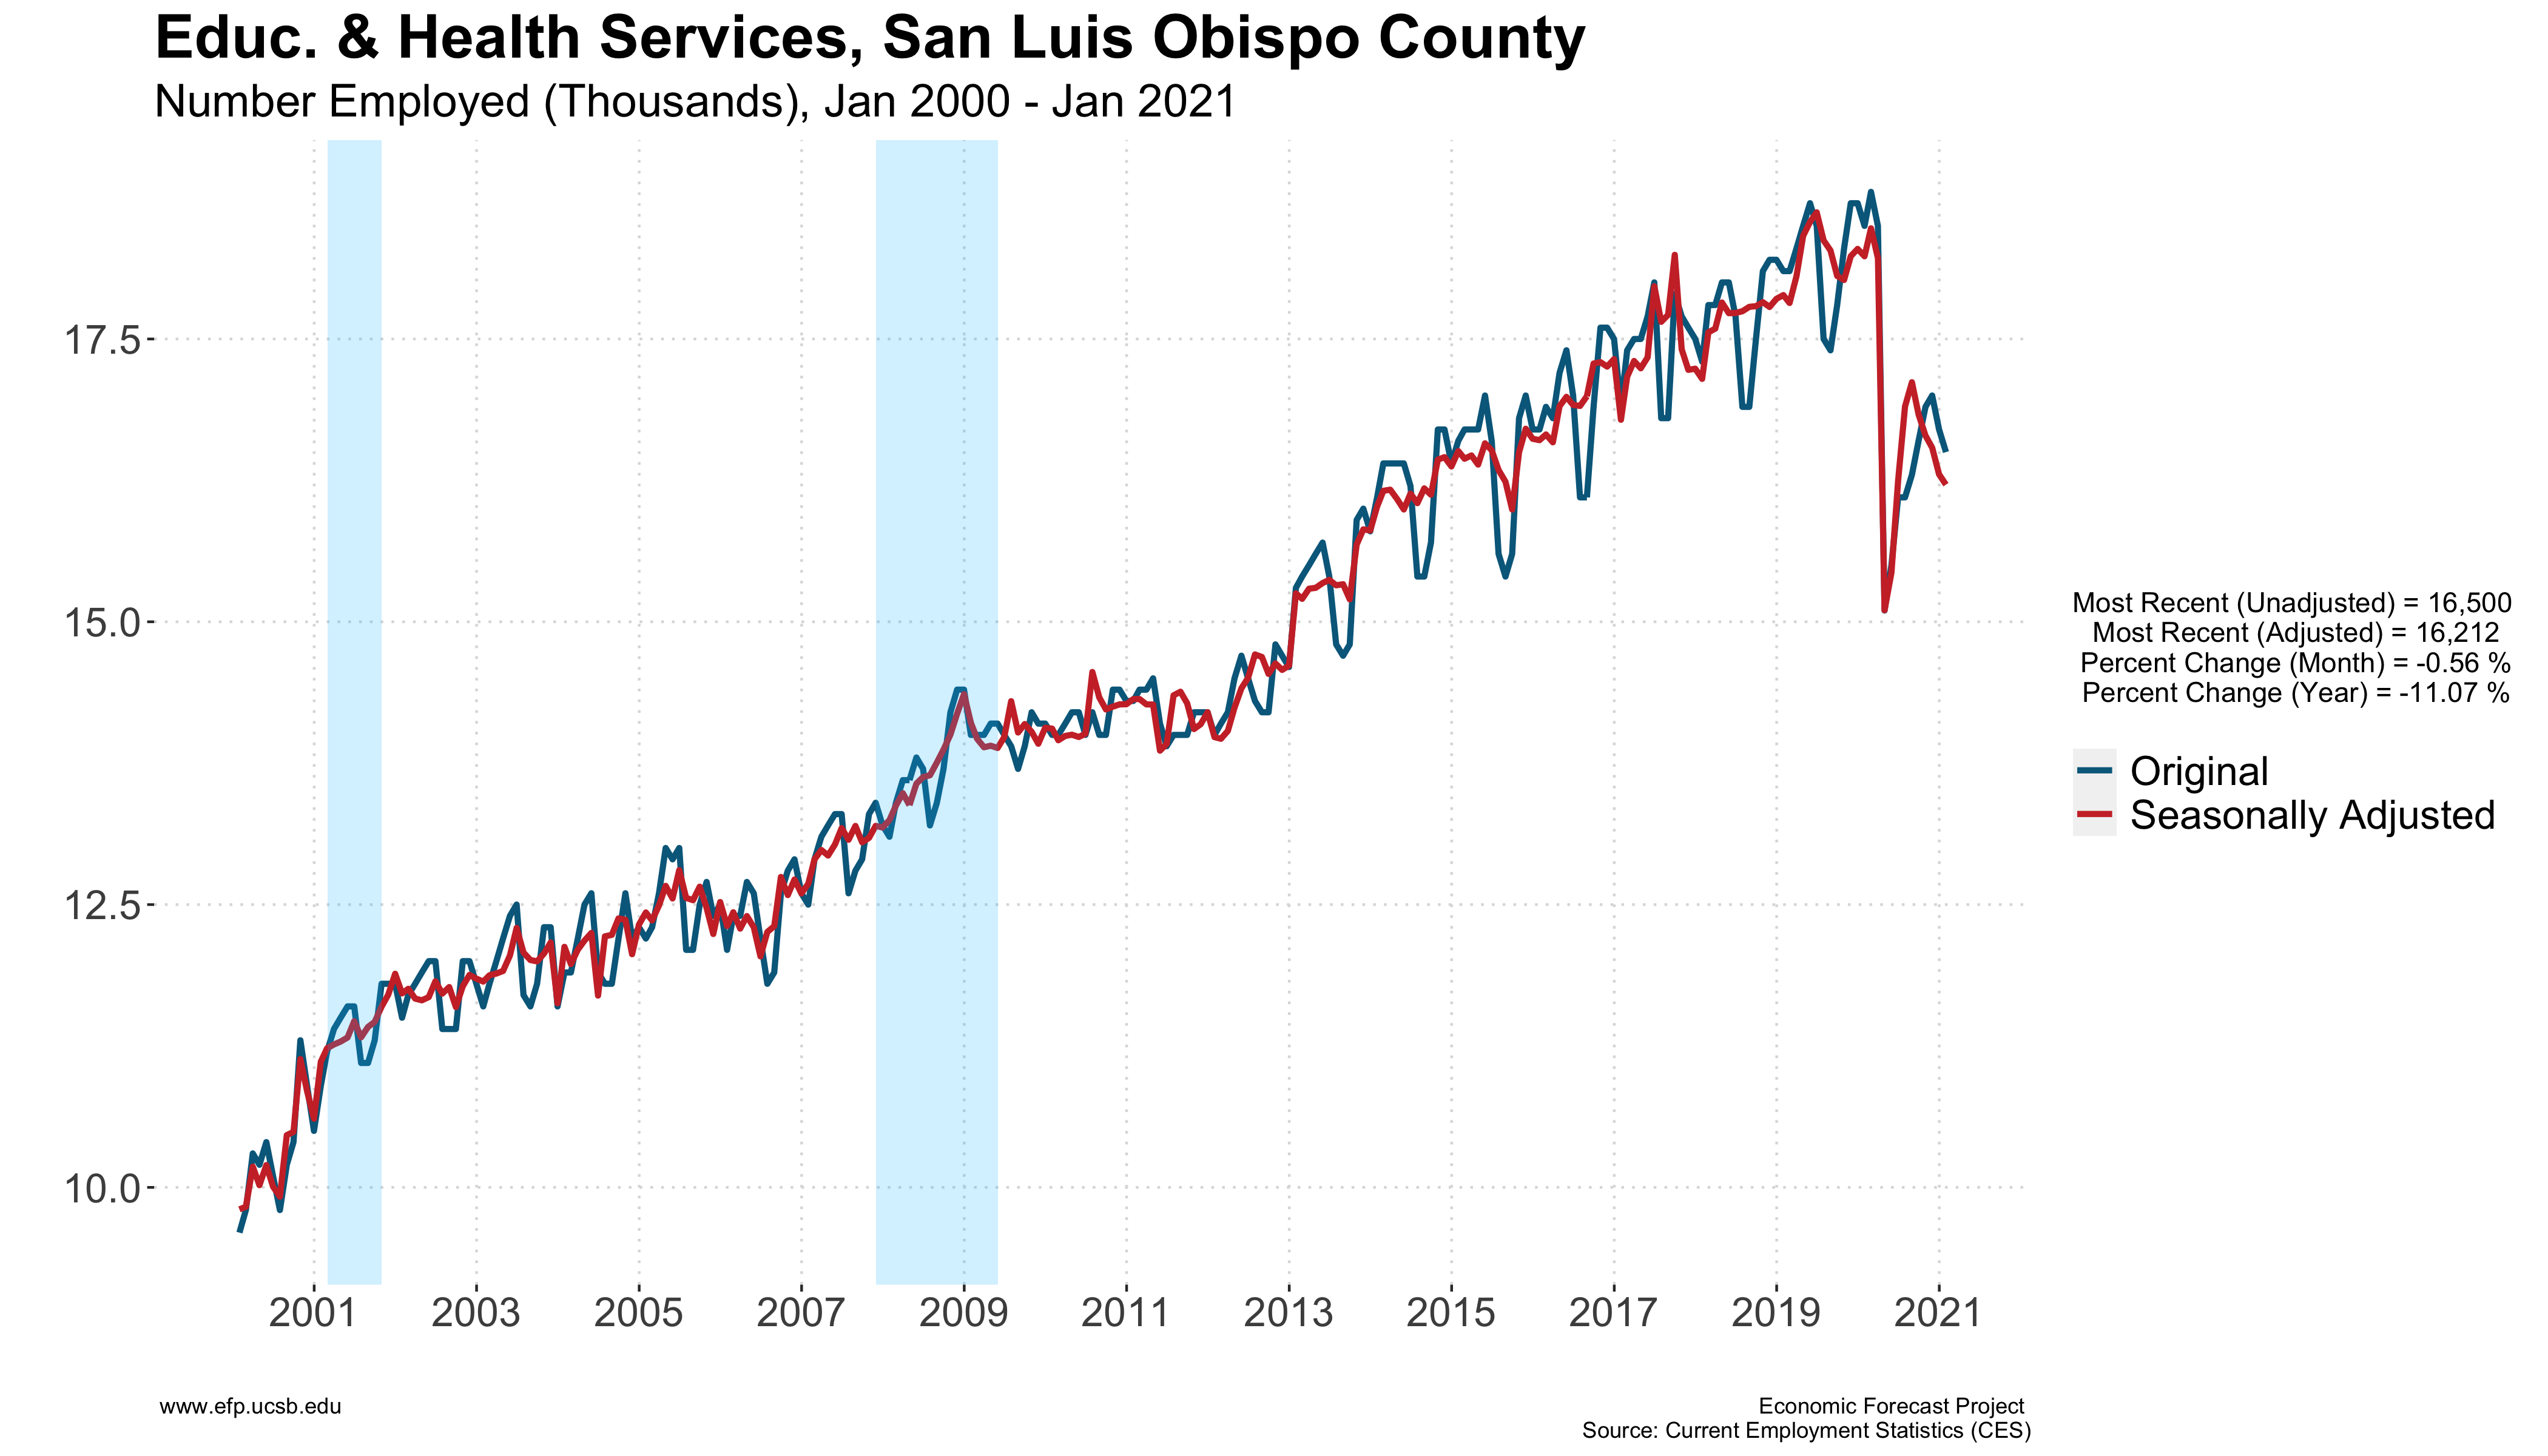 Educ. & Health Services, San Luis Obispo County
Number Employed (Thousands), Jan 2000 - Jan 2021
17.5
15.0
12.5
10.0
2001 2003 2005 2007 2009 2011 2013 2015 2017 2019 2021
Most Recent (Unadjusted) = 16,500
Most Recent (Adjusted) = 16,212
Percent Change (Month) = -0.56 %
Percent Change (Year) = -11.07 %
Original
Seasonally Adjusted
www.efp.ucsb.edu
Economic Forecast Project
Source: Current Employment Statistics (CES)